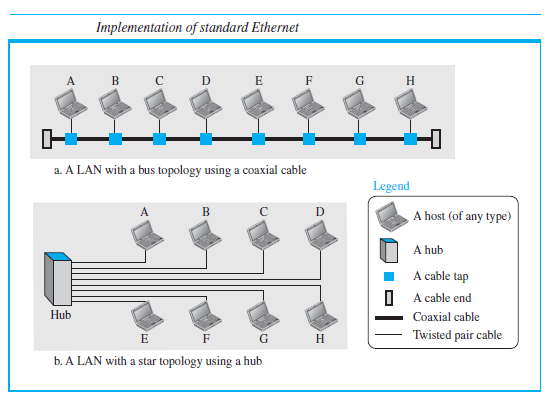 Implementation of standard Ethernet
A B C D E F G H
a. A LAN with a bus topology using a coaxial cable
Legend
A host (of any type)
A hub
A cable tap
A cable end
Coaxial cable
Twisted pair cable
A B C D
Hub
E F G H
b. A LAN with a star topology using a hub